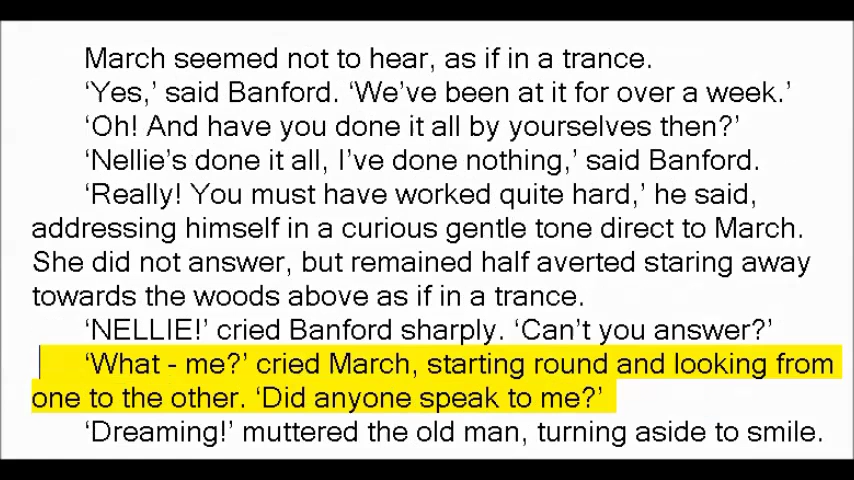 March seemed not to hear, as if in a trance.
‘Yes,’ said Banford. ‘We’ve been at it for over a week.’
‘Oh! And have you done it all by yourselves then?’
‘Nellie’s done it all, I’ve done nothing,’ said Banford.
‘Really! You must have worked quite hard,’ he said,
addressing himself in a curious gentle tone direct to March.
She did not answer, but remained half averted staring away
towards the woods above as if in a trance.
‘NELLIE!’ cried Banford sharply. ‘Can’t you answer?’
‘What - me?’ cried March, starting round and looking from
one to the other. ‘Did anyone speak to me?’
‘Dreaming!’ muttered the old man, turning aside to smile.